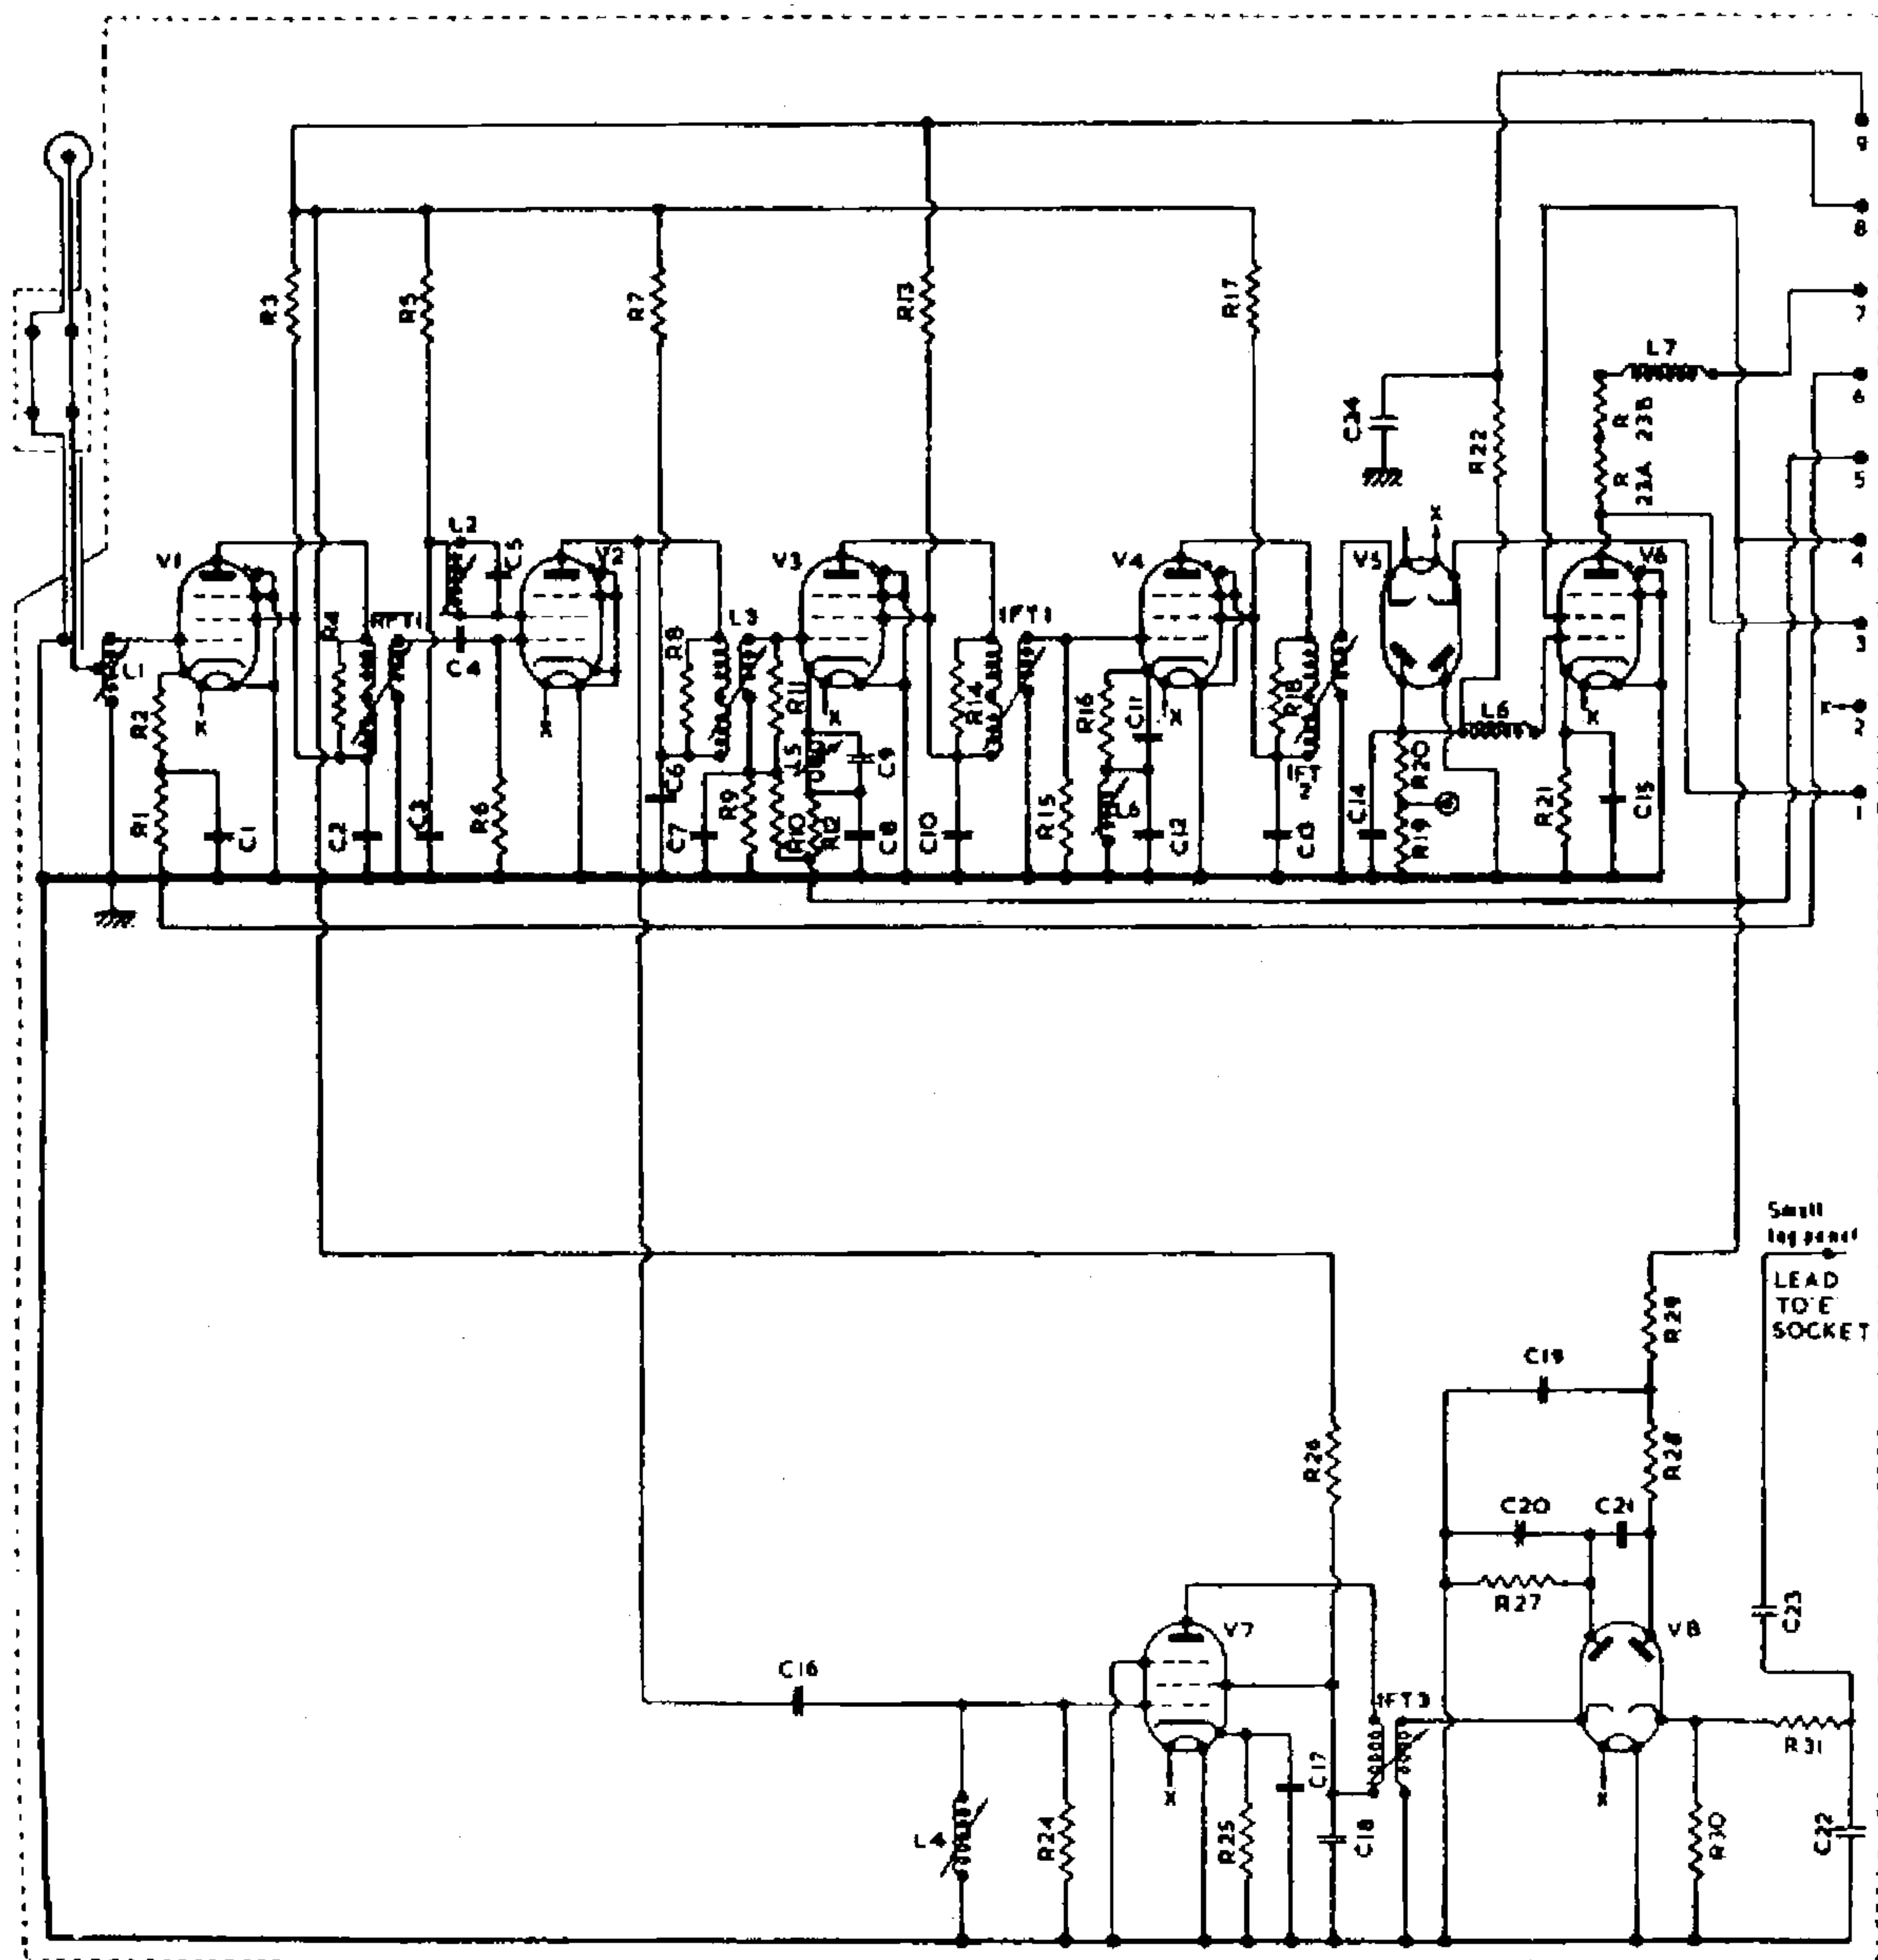 9
8
7
6
5
4
3
2
1
R3
R5
R7
R13
R17
L7
C24
R22
R
23B
R
23A
V1
L2
C5
V2
V3
V4
V5
V6
R4
RFT1
C4
R8
L3
IFT1
R2
R11
R14
R16
C11
R18
L6
X
X
X
X
X
X
R1
C1
C2
C3
R6
C6
C7
R9
R10
R12
C9
C8
C10
R15
C12
C13
C14
R20
R19
R21
C15
Small
tag panel
LEAD
TO E
SOCKET
R29
C19
R26
R28
C20
C21
R27
C23
V7
V8
C16
IFT3
R31
X
X
C17
L4
R24
R25
C18
R30
C22